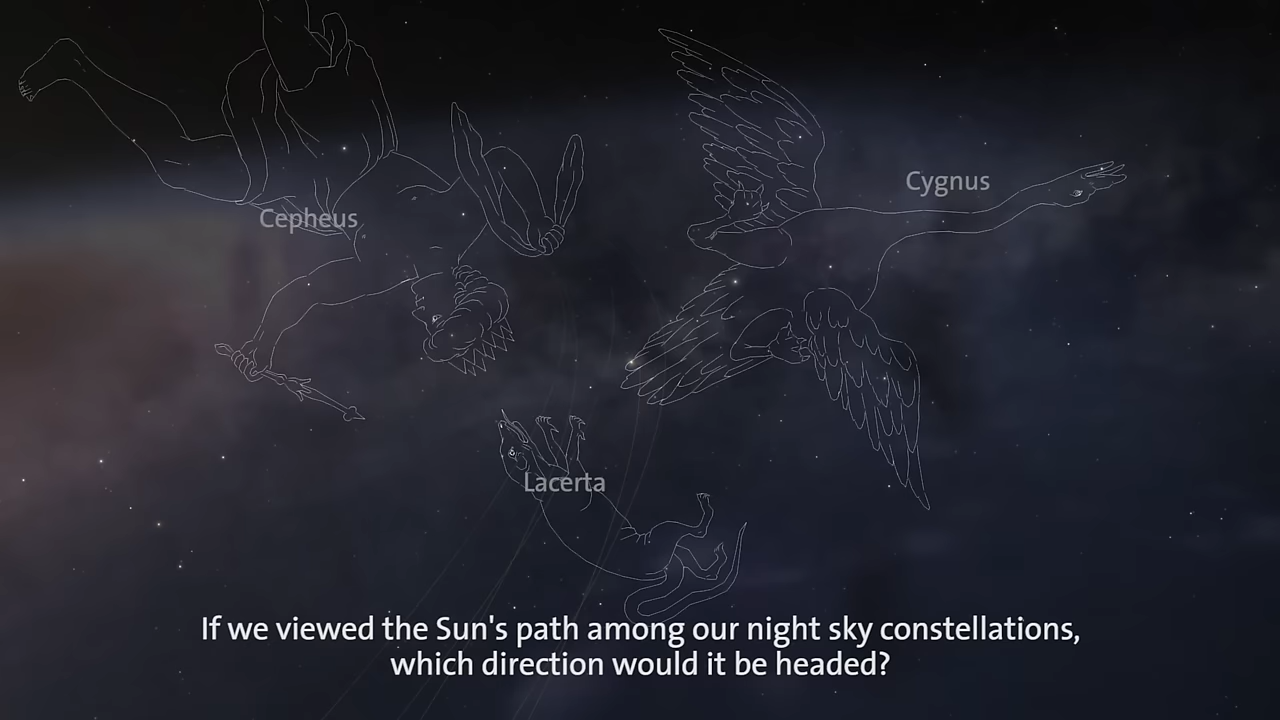 Cygnus
Cepheus
Lacerta
If we viewed the Sun's path among our night sky constellations,
which direction would it be headed?